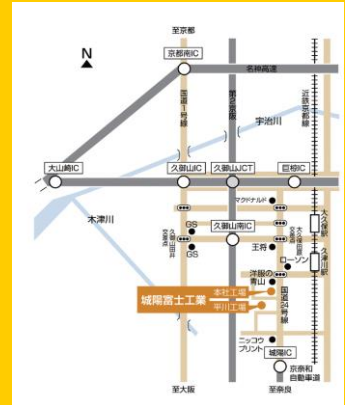 至京都
N
京都南IC
名神高速
国道1号線
第2京阪
近鉄京都線
宇治川
大山崎IC
久御山IC
久御山JCT
巨椋IC
木津川
マクドナルド
大久保駅
GS
久御山南IC
王将
GS
ローソン
久津川駅
洋服の
青山
本社工場
城陽富士工業
平川工場
国道24号線
ニッコウ
プリント
城陽IC
京奈和
自動車道
至大阪
至奈良